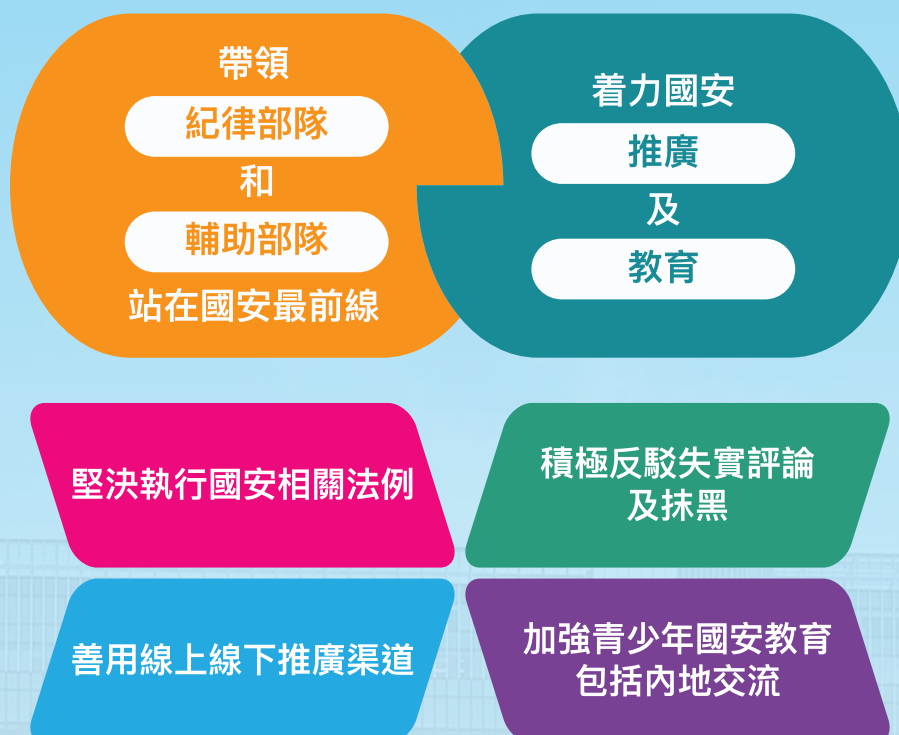 帶領
紀律部隊
和
輔助部隊
站在國安最前線
着力國安
推廣
及
教育
堅決執行國安相關法例
積極反駁失實評論
及抹黑
善用線上線下推廣渠道
加強青少年國安教育
包括內地交流